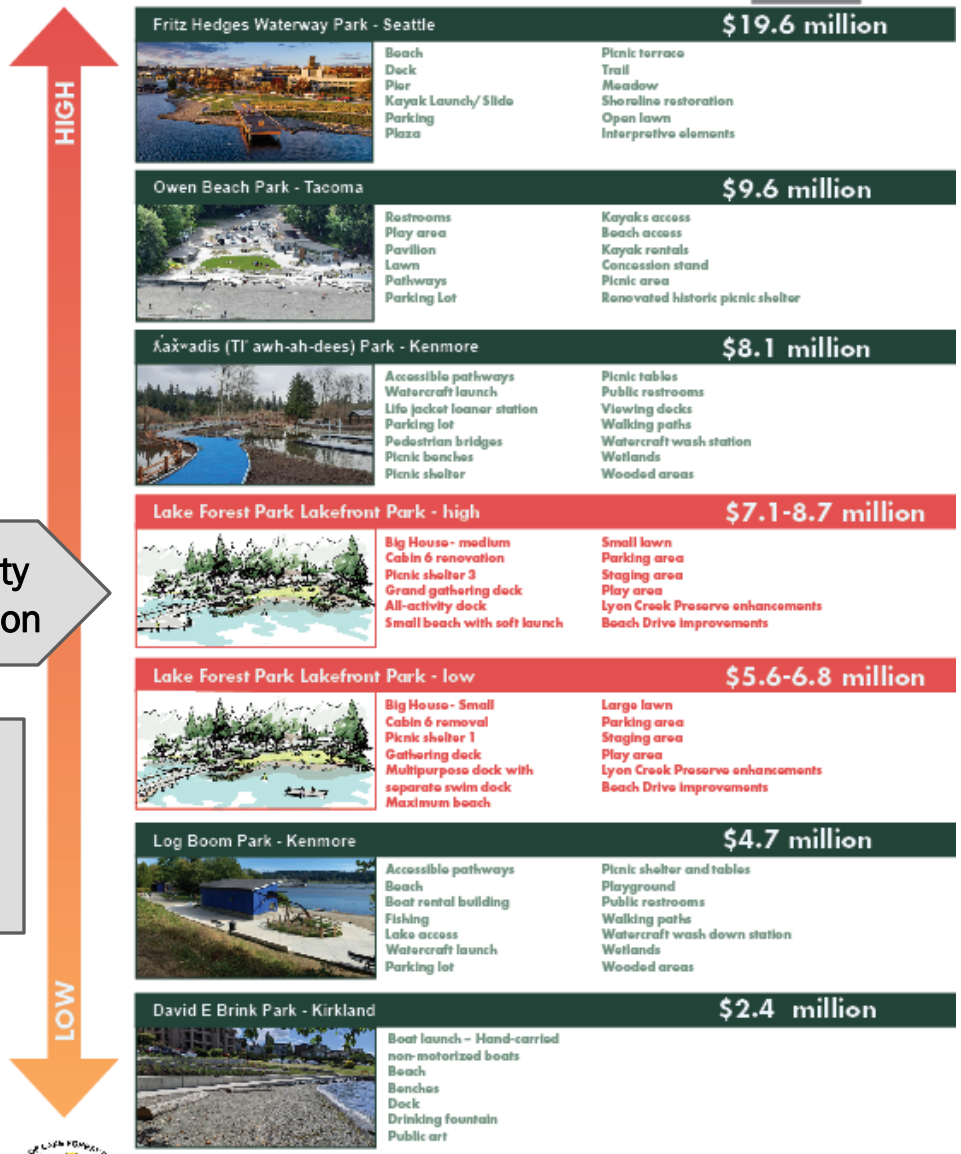 HIGH
Fritz Hedges Waterway Park - Seattle
$19.6 million
Beach
Deck
Pier
Kayak Launch/Slide
Parking
Plaza
Picnic terrace
Trail
Meadow
Shoreline restoration
Open lawn
Interpretive elements
Owen Beach Park - Tacoma
$9.6 million
Restrooms
Play area
Pavilion
Lawn
Pathways
Parking Lot
Kayaks access
Beach access
Kayak rentals
Concession stand
Picnic area
Renovated historic picnic shelter
ƛ̕ax̌ʷadis (Tl' awh-ah-dees) Park - Kenmore
$8.1 million
Accessible pathways
Watercraft launch
Life jacket loaner station
Parking lot
Pedestrian bridges
Picnic benches
Picnic shelter
Picnic tables
Public restrooms
Viewing decks
Walking paths
Watercraft wash station
Wetlands
Wooded areas
ty
on
Lake Forest Park Lakefront Park - high
$7.1-8.7 million
Big House- medium
Cabin 6 renovation
Picnic shelter 3
Grand gathering deck
All-activity dock
Small beach with soft launch
Small lawn
Parking area
Staging area
Play area
Lyon Creek Preserve enhancements
Beach Drive improvements
Lake Forest Park Lakefront Park - low
$5.6-6.8 million
Big House- Small
Cabin 6 removal
Picnk shelter 1
Gathering deck
Multipurpose dock with
separate swim dock
Maximum beach
Large lawn
Parking area
Staging area
Play area
Lyon Creek Preserve enhancements
Beach Drive improvements
Log Boom Park - Kenmore
$4.7 million
Accessible pathways
Beach
Boat rental building
Fishing
Lake access
Watercraft launch
Parking lot
Picnic shelter and tables
Playground
Public restrooms
Walking paths
Watercraft wash down station
Wetlands
Wooded areas
LOW
David E Brink Park - Kirkland
$2.4 million
Boat launch – Hand-carried
non-motorized boats
Beach
Benches
Dock
Drinking fountain
Public art
LAKE